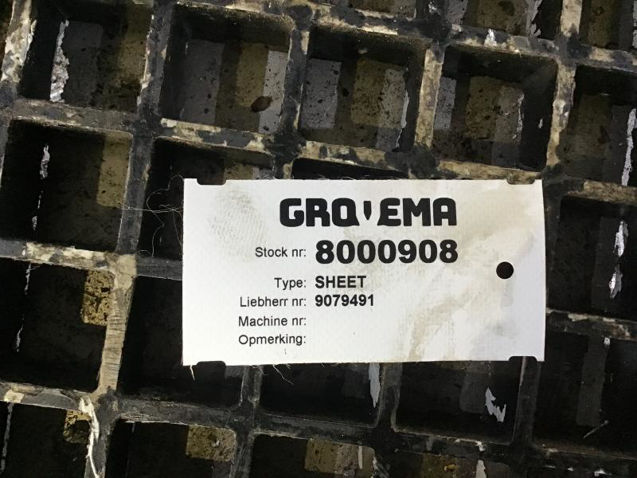 GROVEMA
Stock nr: 8000908
Type: SHEET
Liebherr nr: 9079491
Machine nr:
Opmerking: